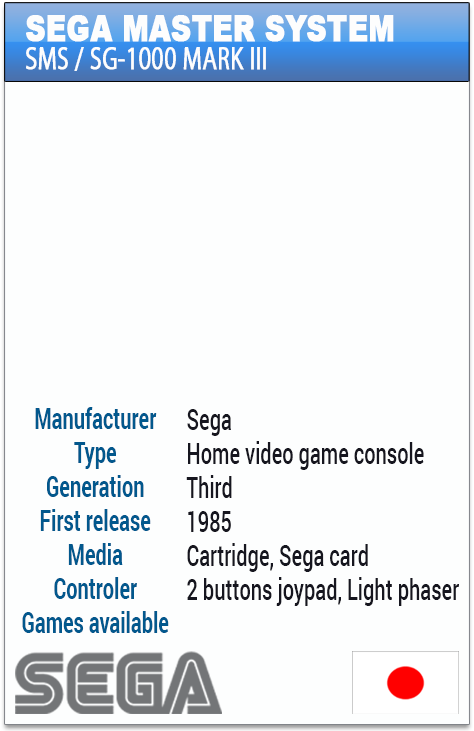 SEGA MASTER SYSTEM
SMS / SG-1000 MARK III
Manufacturer Sega
Type Home video game console
Generation Third
First release 1985
Media Cartridge, Sega card
Controler 2 buttons joypad, Light phaser
Games available
SEGA